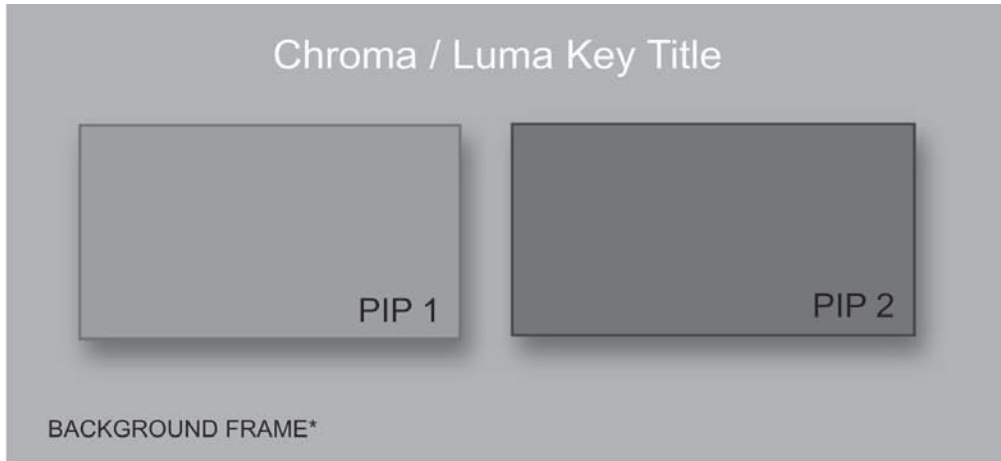 Chroma / Luma Key Title
PIP 1
PIP 2
BACKGROUND FRAME*